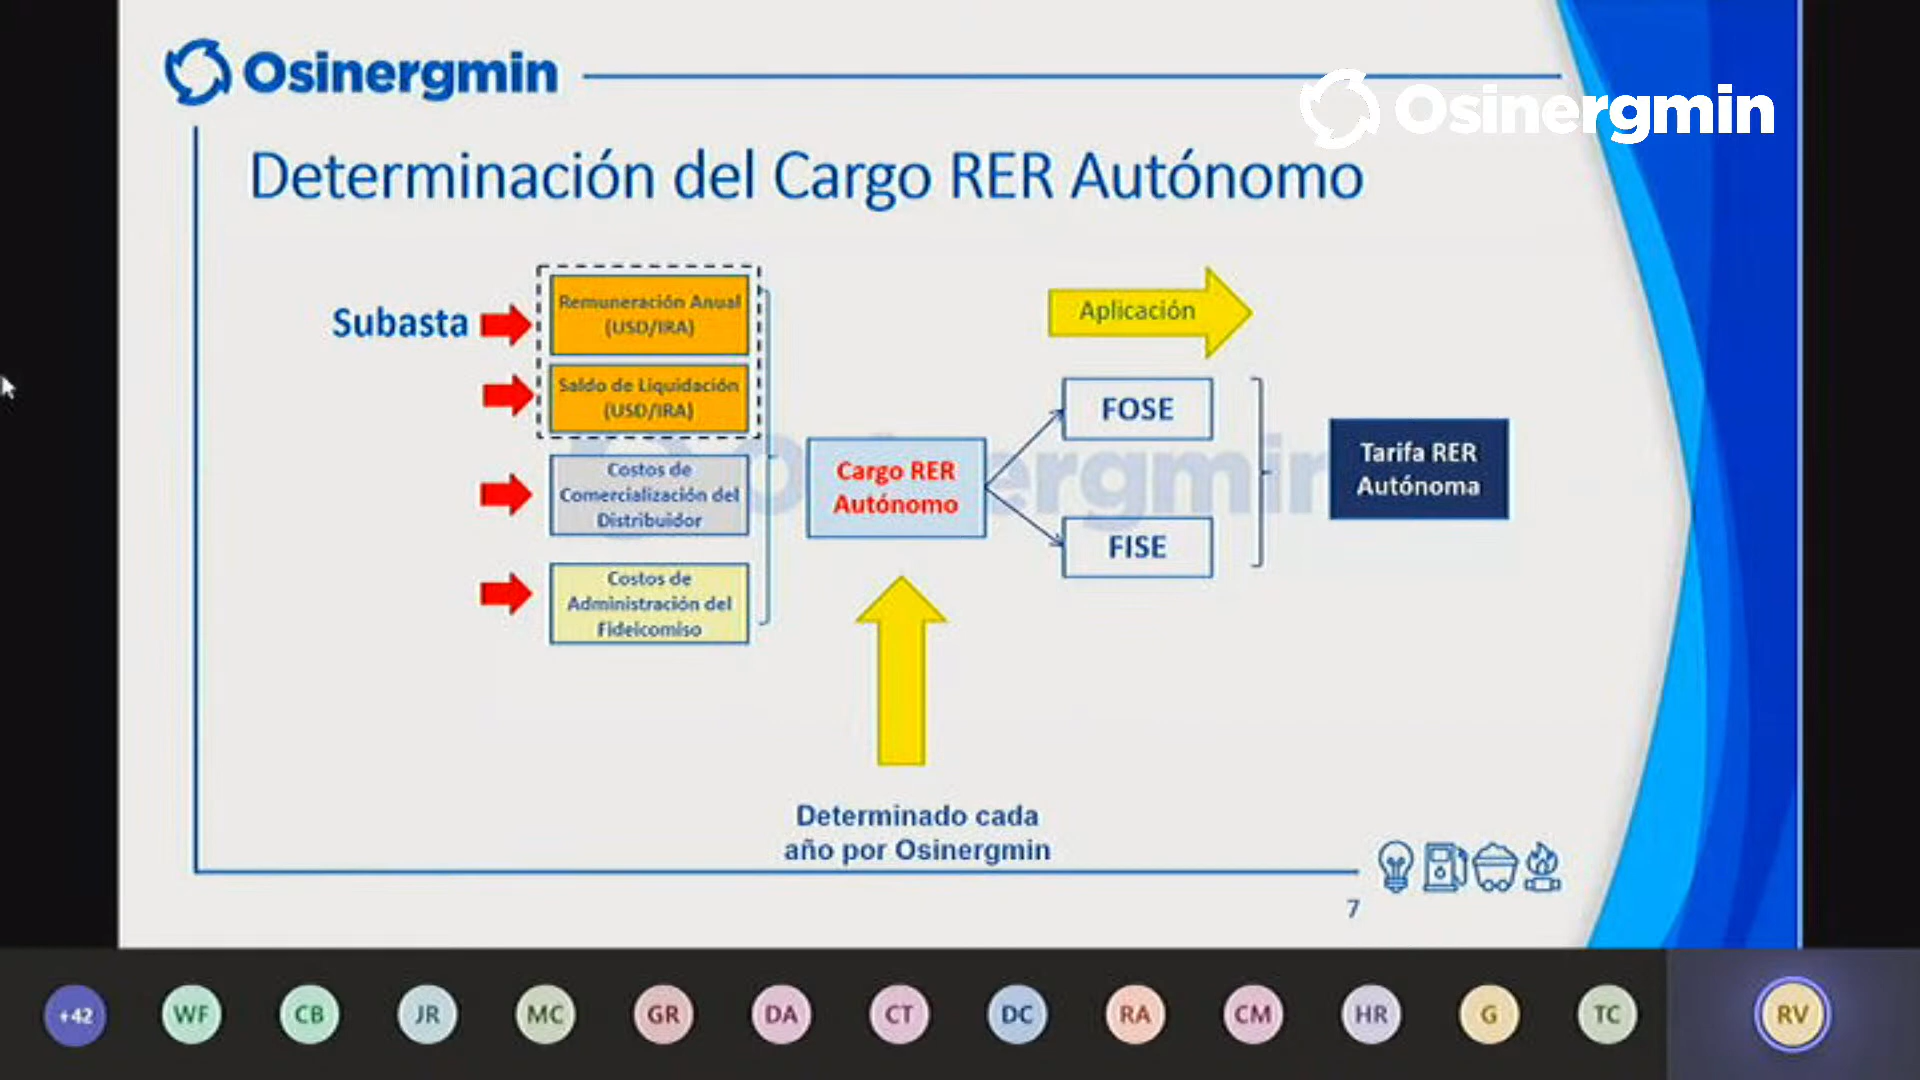 Osinergmin
Osinergmin
Determinación del Cargo RER Autónomo
Subasta
Remuneración Anual
(USD/IRA)
Saldo de Liquidación
(USD/IRA)
Costos de
Comercialización del
Distribuidor
Costos de
Administración del
Fideicomiso
Cargo RER
Autónomo
Aplicación
FOSE
FISE
Tarifa RER
Autónoma
Osinergmin
Determinado cada
año por Osinergmin
7
+42
WF
CB
JR
MC
GR
DA
CT
DC
RA
CM
HR
G
TC
RV